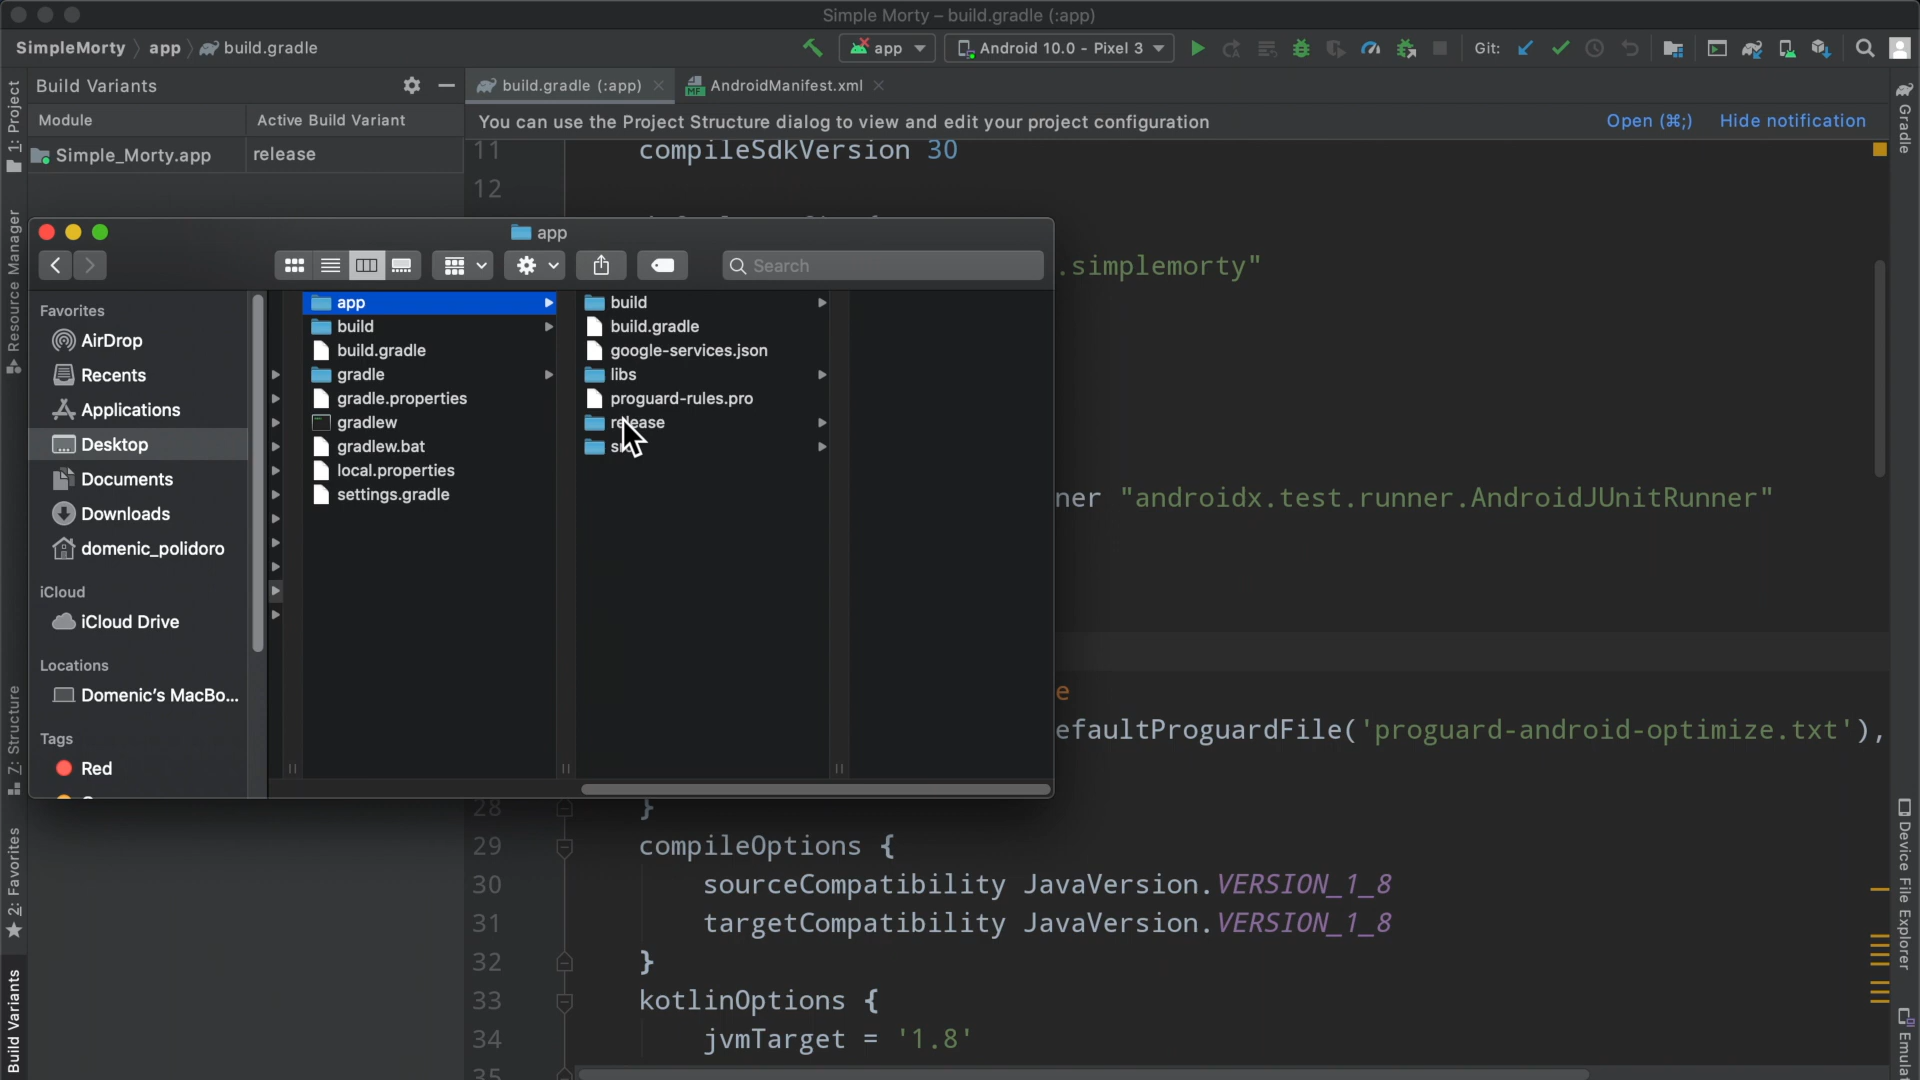 Simple Morty – build.gradle (:app)
SimpleMorty
app
build.gradle
app
Android 10.0 - Pixel 3
Git:
1: Project
Resource Manager
Z: Structure
2: Favorites
Build Variants
Build Variants
Module
Active Build Variant
Simple_Morty.app
release
build.gradle (:app)
AndroidManifest.xml
You can use the Project Structure dialog to view and edit your project configuration
Open (⌘;)
Hide notification
Gradle
Device File Explorer
11
compileSdkVersion 30
12
.simplemorty"
ner "androidx.test.runner.AndroidJUnitRunner"
e
efaultProguardFile('proguard-android-optimize.txt'),
app
Search
Favorites
AirDrop
Recents
Applications
Desktop
Documents
Downloads
domenic_polidoro
iCloud
iCloud Drive
Locations
Domenic's MacBo...
Tags
Red
app
build
build.gradle
gradle
gradle.properties
gradlew
gradlew.bat
local.properties
settings.gradle
build
build.gradle
google-services.json
libs
proguard-rules.pro
release
28 }
29 compileOptions {
30 sourceCompatibility JavaVersion.VERSION_1_8
31 targetCompatibility JavaVersion.VERSION_1_8
32 }
33 kotlinOptions {
34 jvmTarget = '1.8'
35